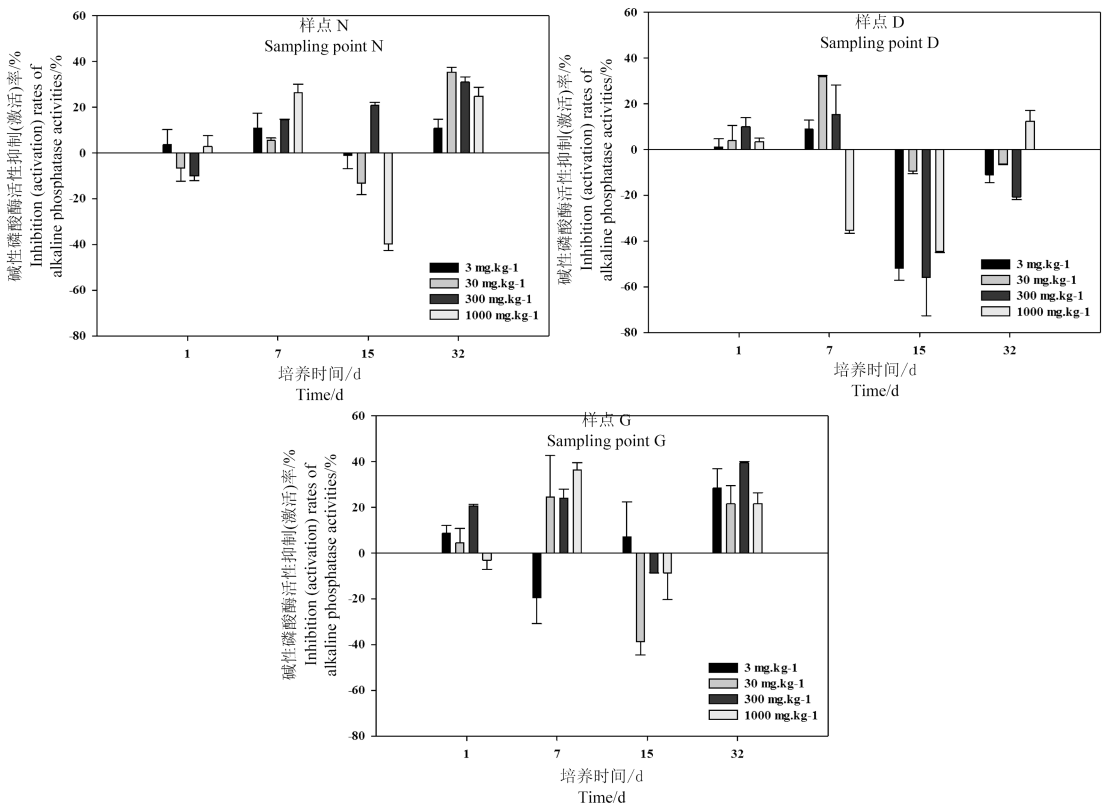 样点 N
Sampling point N
碱性磷酸酶活性抑制(激活)率/%
Inhibition (activation) rates of
alkaline phosphatase activities/%
60
40
20
0
-20
-40
-60
-80
3 mg.kg-1
30 mg.kg-1
300 mg.kg-1
1000 mg.kg-1
1 7 15 32
培养时间/d
Time/d
样点 D
Sampling point D
碱性磷酸酶活性抑制(激活)率/%
Inhibition (activation) rates of
alkaline phosphatase activities/%
60
40
20
0
-20
-40
-60
-80
3 mg.kg-1
30 mg.kg-1
300 mg.kg-1
1000 mg.kg-1
1 7 15 32
培养时间/d
Time/d
样点 G
Sampling point G
碱性磷酸酶活性抑制(激活)率/%
Inhibition (activation) rates of
alkaline phosphatase activities/%
60
40
20
0
-20
-40
-60
-80
3 mg.kg-1
30 mg.kg-1
300 mg.kg-1
1000 mg.kg-1
1 7 15 32
培养时间/d
Time/d